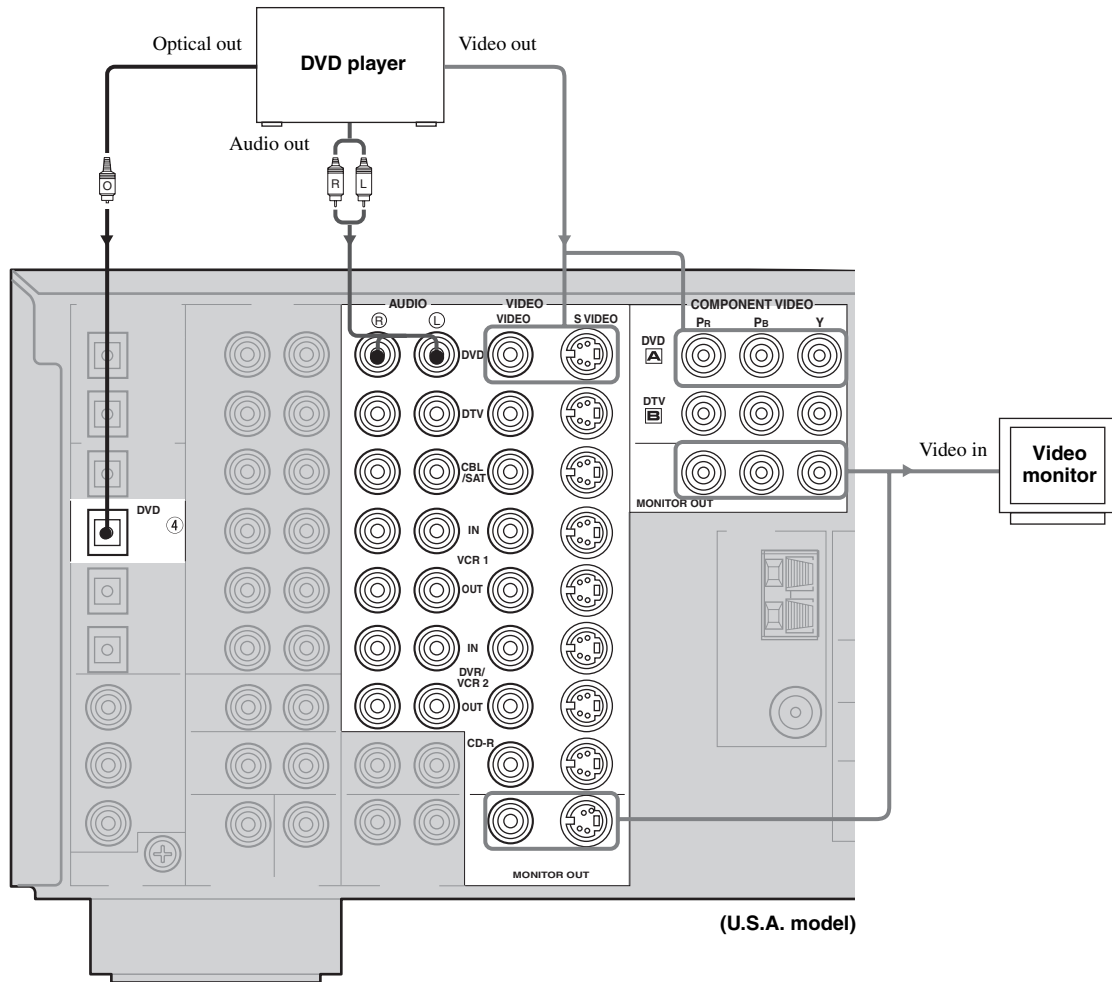 Optical out
DVD player
Video out
Audio out
O
R L
AUDIO
R L
VIDEO
VIDEO S VIDEO
COMPONENT VIDEO
PR PB Y
DVD
DVD
A
DTV
DTV
B
CBL
/SAT
MONITOR OUT
Video in
Video
monitor
DVD
④
IN
VCR 1
OUT
IN
DVR/
VCR 2
OUT
CD-R
MONITOR OUT
(U.S.A. model)